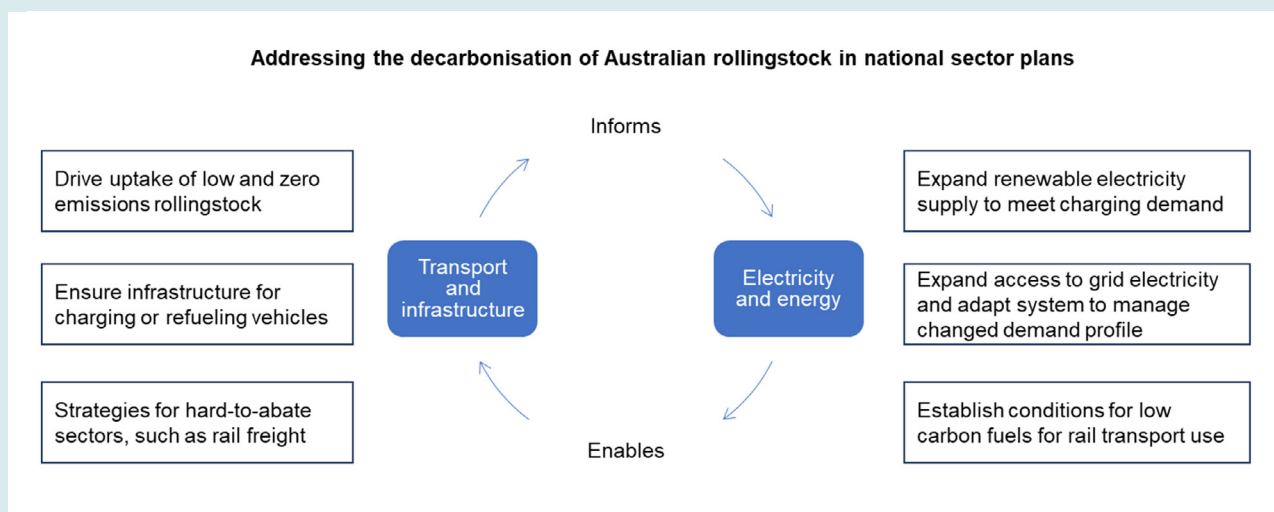 Addressing the decarbonisation of Australian rollingstock in national sector plans
Informs
Drive uptake of low and zero
emissions rollingstock
Ensure infrastructure for
charging or refueling vehicles
Strategies for hard-to-abate
sectors, such as rail freight
Transport
and
infrastructure
Electricity
and energy
Expand renewable electricity
supply to meet charging demand
Expand access to grid electricity
and adapt system to manage
changed demand profile
Establish conditions for low
carbon fuels for rail transport use
Enables